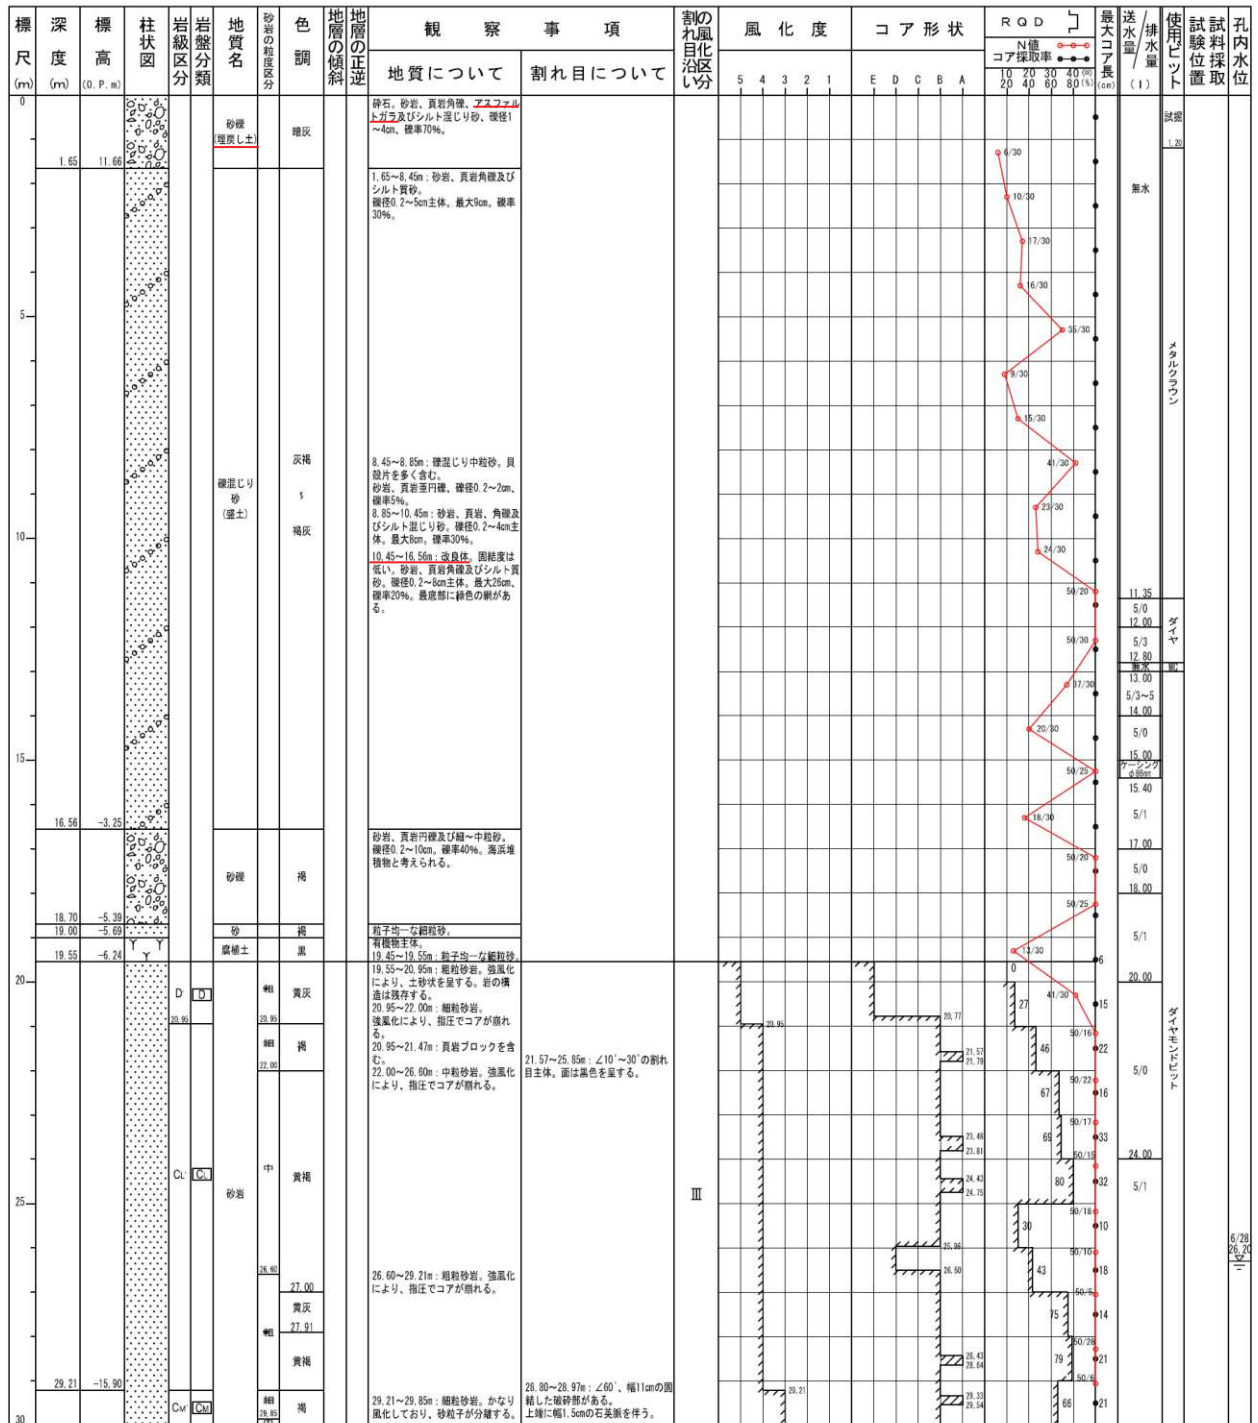 標尺(m)
深度(m)
標高(O.P.m)
柱状図
岩級区分
岩盤分類
地質名
砂岩の粒度区分
色調
地層の傾斜
地層の正逆
観察事項
地質について
割れ目について
割れ目沿いの風化区分
風化度
5 4 3 2 1
コア形状
E D C B A
RQD
N値
コア採取率
10 20 30 40 (回)
20 40 60 80 (%)
最大コア長(cm)
送水量/排水量(l)
使用ビット
試験位置
試料採取
孔内水位
0
5
10
15
20
25
30
1.65 11.66
16.56 -3.25
18.70 -5.39
19.00 -5.69
19.55 -6.24
29.21 -15.90
D' D
20.95
CL' CL
CM' CM
砂礫
(埋戻し土)
礫混じり
砂
(盛土)
砂礫
砂
腐植土
砂岩
粗
20.95
細
22.00
中
26.60
粗
細
29.85
暗灰
灰褐
~
褐灰
褐
褐
黒
黄灰
褐
黄褐
27.00
黄灰
27.91
黄褐
褐
砕石。砂岩、頁岩角礫、アスファル
トガラ及びシルト混じり砂、礫径1
~4cm、礫率70%。
1.65~8.45m：砂岩、頁岩角礫及び
シルト質砂。
礫径0.2~5cm主体。最大9cm。礫率
30%。
8.45~8.85m：礫混じり中粒砂。貝
殻片を多く含む。
砂岩、頁岩亜円礫、礫径0.2~2cm、
礫率5%。
8.85~10.45m：砂岩、頁岩、角礫及
びシルト混じり砂。礫径0.2~4cm主
体。最大8cm。礫率30%。
10.45~16.56m：改良体。固結度は
低い。砂岩、頁岩角礫及びシルト質
砂。礫径0.2~8cm主体。最大26cm、
礫率20%。最底部に緑色の網があ
る。
砂岩、頁岩円礫及び細~中粒砂。
礫径0.2~10cm。礫率40%。海浜堆
積物と考えられる。
粒子均一な細粒砂。
有機物主体。
19.45~19.55m：粒子均一な細粒砂。
19.55~20.95m：粗粒砂岩。強風化
により、土砂状を呈する。岩の構
造は残存する。
20.95~22.00m：細粒砂岩。
強風化により、指圧でコアが崩れ
る。
20.95~21.47m：頁岩ブロックを含
む。
22.00~26.60m：中粒砂岩。強風化
により、指圧でコアが崩れる。
26.60~29.21m：粗粒砂岩。強風化
により、指圧でコアが崩れる。
29.21~29.85m：細粒砂岩。かなり
風化しており、砂粒子が分離する。
21.57~25.85m：∠10°~30°の割れ
目主体。面は黒色を呈する。
28.80~28.97m：∠60°、幅11cmの固
結した破砕部がある。
上端に幅1.5cmの石英脈を伴う。
Ⅲ
20.95
29.21
20.77
21.57
21.79
23.48
23.81
24.43
24.75
25.96
26.50
28.43
28.64
29.33
29.54
6/30
10/30
17/30
16/30
35/30
9/30
15/30
41/30
23/30
24/30
50/20
50/30
37/30
20/30
50/25
18/30
50/20
50/25
13/30
41/30
50/16
50/22
50/17
50/15
50/18
50/10
50/5
50/28
50/6
0
27
46
67
69
80
30
43
75
79
66
6
15
22
16
33
32
10
18
14
21
21
無水
11.35
5/0
12.00
5/3
12.80
無水
13.00
5/3~5
14.00
5/0
15.00
ケーシング
φ86mm
15.40
5/1
17.00
5/0
18.00
5/1
20.00
5/0
24.00
5/1
試掘
1.20
メタルクラウン
ダイヤ
MC
ダイヤモンドビット
6/28
26.20